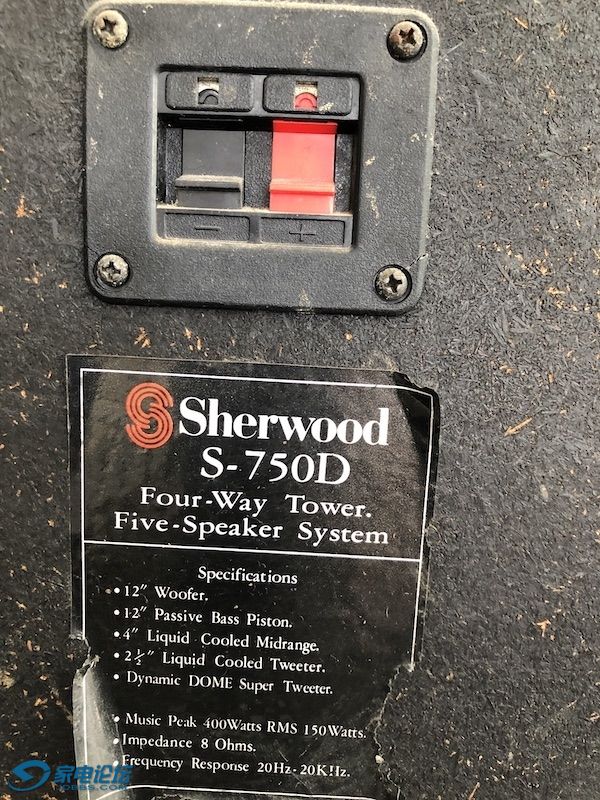 − +
Sherwood
S-750D
Four-Way Tower.
Five-Speaker System
Specifications
• 12″ Woofer.
• 12″ Passive Bass Piston.
• 4″ Liquid Cooled Midrange.
• 2½″ Liquid Cooled Tweeter.
• Dynamic DOME Super Tweeter.
• Music Peak 400Watts RMS 150Watts.
• Impedance 8 Ohms.
• Frequency Response 20Hz-20KHz.
家电论坛
JDBBS.COM